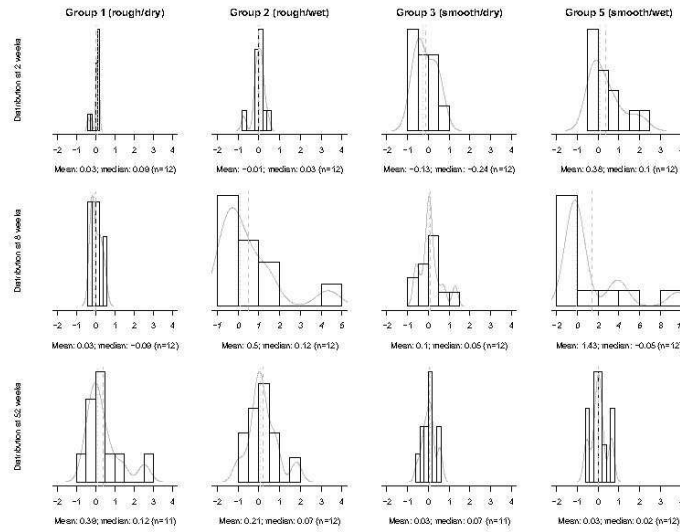 Group 1 (rough/dry) Group 2 (rough/wet) Group 3 (smooth/dry) Group 5 (smooth/wet)
Distribution at 2 weeks
−2 −1 0 1 2 3 4 −2 −1 0 1 2 3 4 −2 −1 0 1 2 3 4 −2 −1 0 1 2 3 4
Mean: 0.03; median: 0.09 (n=12) Mean: −0.01; median: 0.03 (n=12) Mean: −0.13; median: −0.24 (n=12) Mean: 0.38; median: 0.1 (n=12)
Distribution at 8 weeks
−2 −1 0 1 2 3 4 −1 0 1 2 3 4 5 −2 −1 0 1 2 3 4 −2 0 2 4 6 8
Mean: 0.03; median: −0.09 (n=12) Mean: 0.5; median: 0.12 (n=12) Mean: 0.1; median: 0.05 (n=12) Mean: 1.43; median: −0.05 (n=12)
Distribution at 52 weeks
−2 −1 0 1 2 3 4 −2 −1 0 1 2 3 4 −2 −1 0 1 2 3 4 −2 −1 0 1 2 3 4
Mean: 0.39; median: 0.12 (n=11) Mean: 0.21; median: 0.07 (n=12) Mean: 0.03; median: 0.07 (n=11) Mean: 0.03; median: 0.02 (n=12)